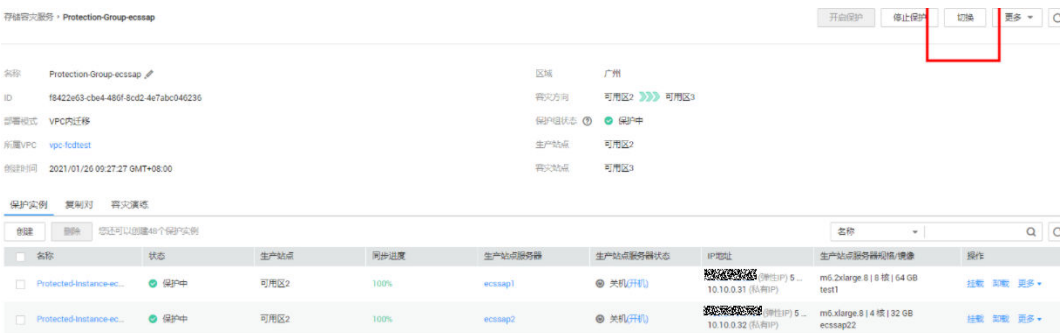 存储容灾服务 › Protection-Group-ecssap
开启保护 停止保护 切换 更多
名称 Protection-Group-ecssap 区域 广州
ID f8422e63-cbe4-486f-8cd2-4e7abc046236 容灾方向 可用区2 可用区3
部署模式 VPC内迁移 保护组状态 保护中
所属VPC vpc-fcdtest 生产站点 可用区2
创建时间 2021/01/26 09:27:27 GMT+08:00 容灾站点 可用区3
保护实例 复制对 容灾演练
创建 删除 您还可以创建48个保护实例 名称
名称 状态 生产站点 同步进度 生产站点服务器 生产站点服务器状态 IP地址 生产站点服务器规格/镜像 操作
Protected-Instance-ec... 保护中 可用区2 100% ecssap1 关机(开机) (弹性IP) 5 ... m6.2xlarge.8 | 8 核 | 64 GB 挂载 卸载 更多
10.10.0.31 (私有IP) test1
Protected-Instance-ec... 保护中 可用区2 100% ecssap2 关机(开机) (弹性IP) 5 ... m6.xlarge.8 | 4 核 | 32 GB 挂载 卸载 更多
10.10.0.32 (私有IP) ecssap22